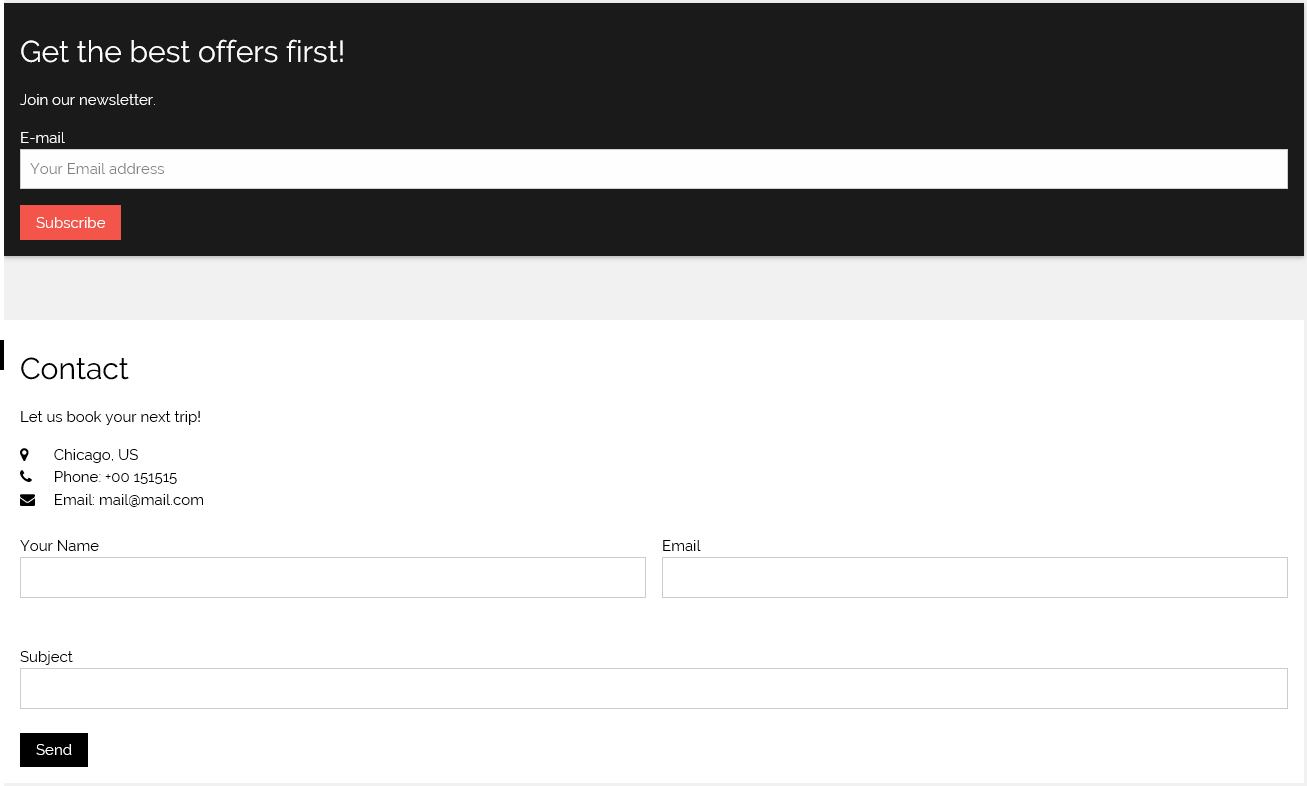 Get the best offers first!
Join our newsletter.
E-mail
Your Email address
Subscribe
Contact
Let us book your next trip!
Chicago, US
Phone: +00 151515
Email: mail@mail.com
Your Name
Email
Subject
Send